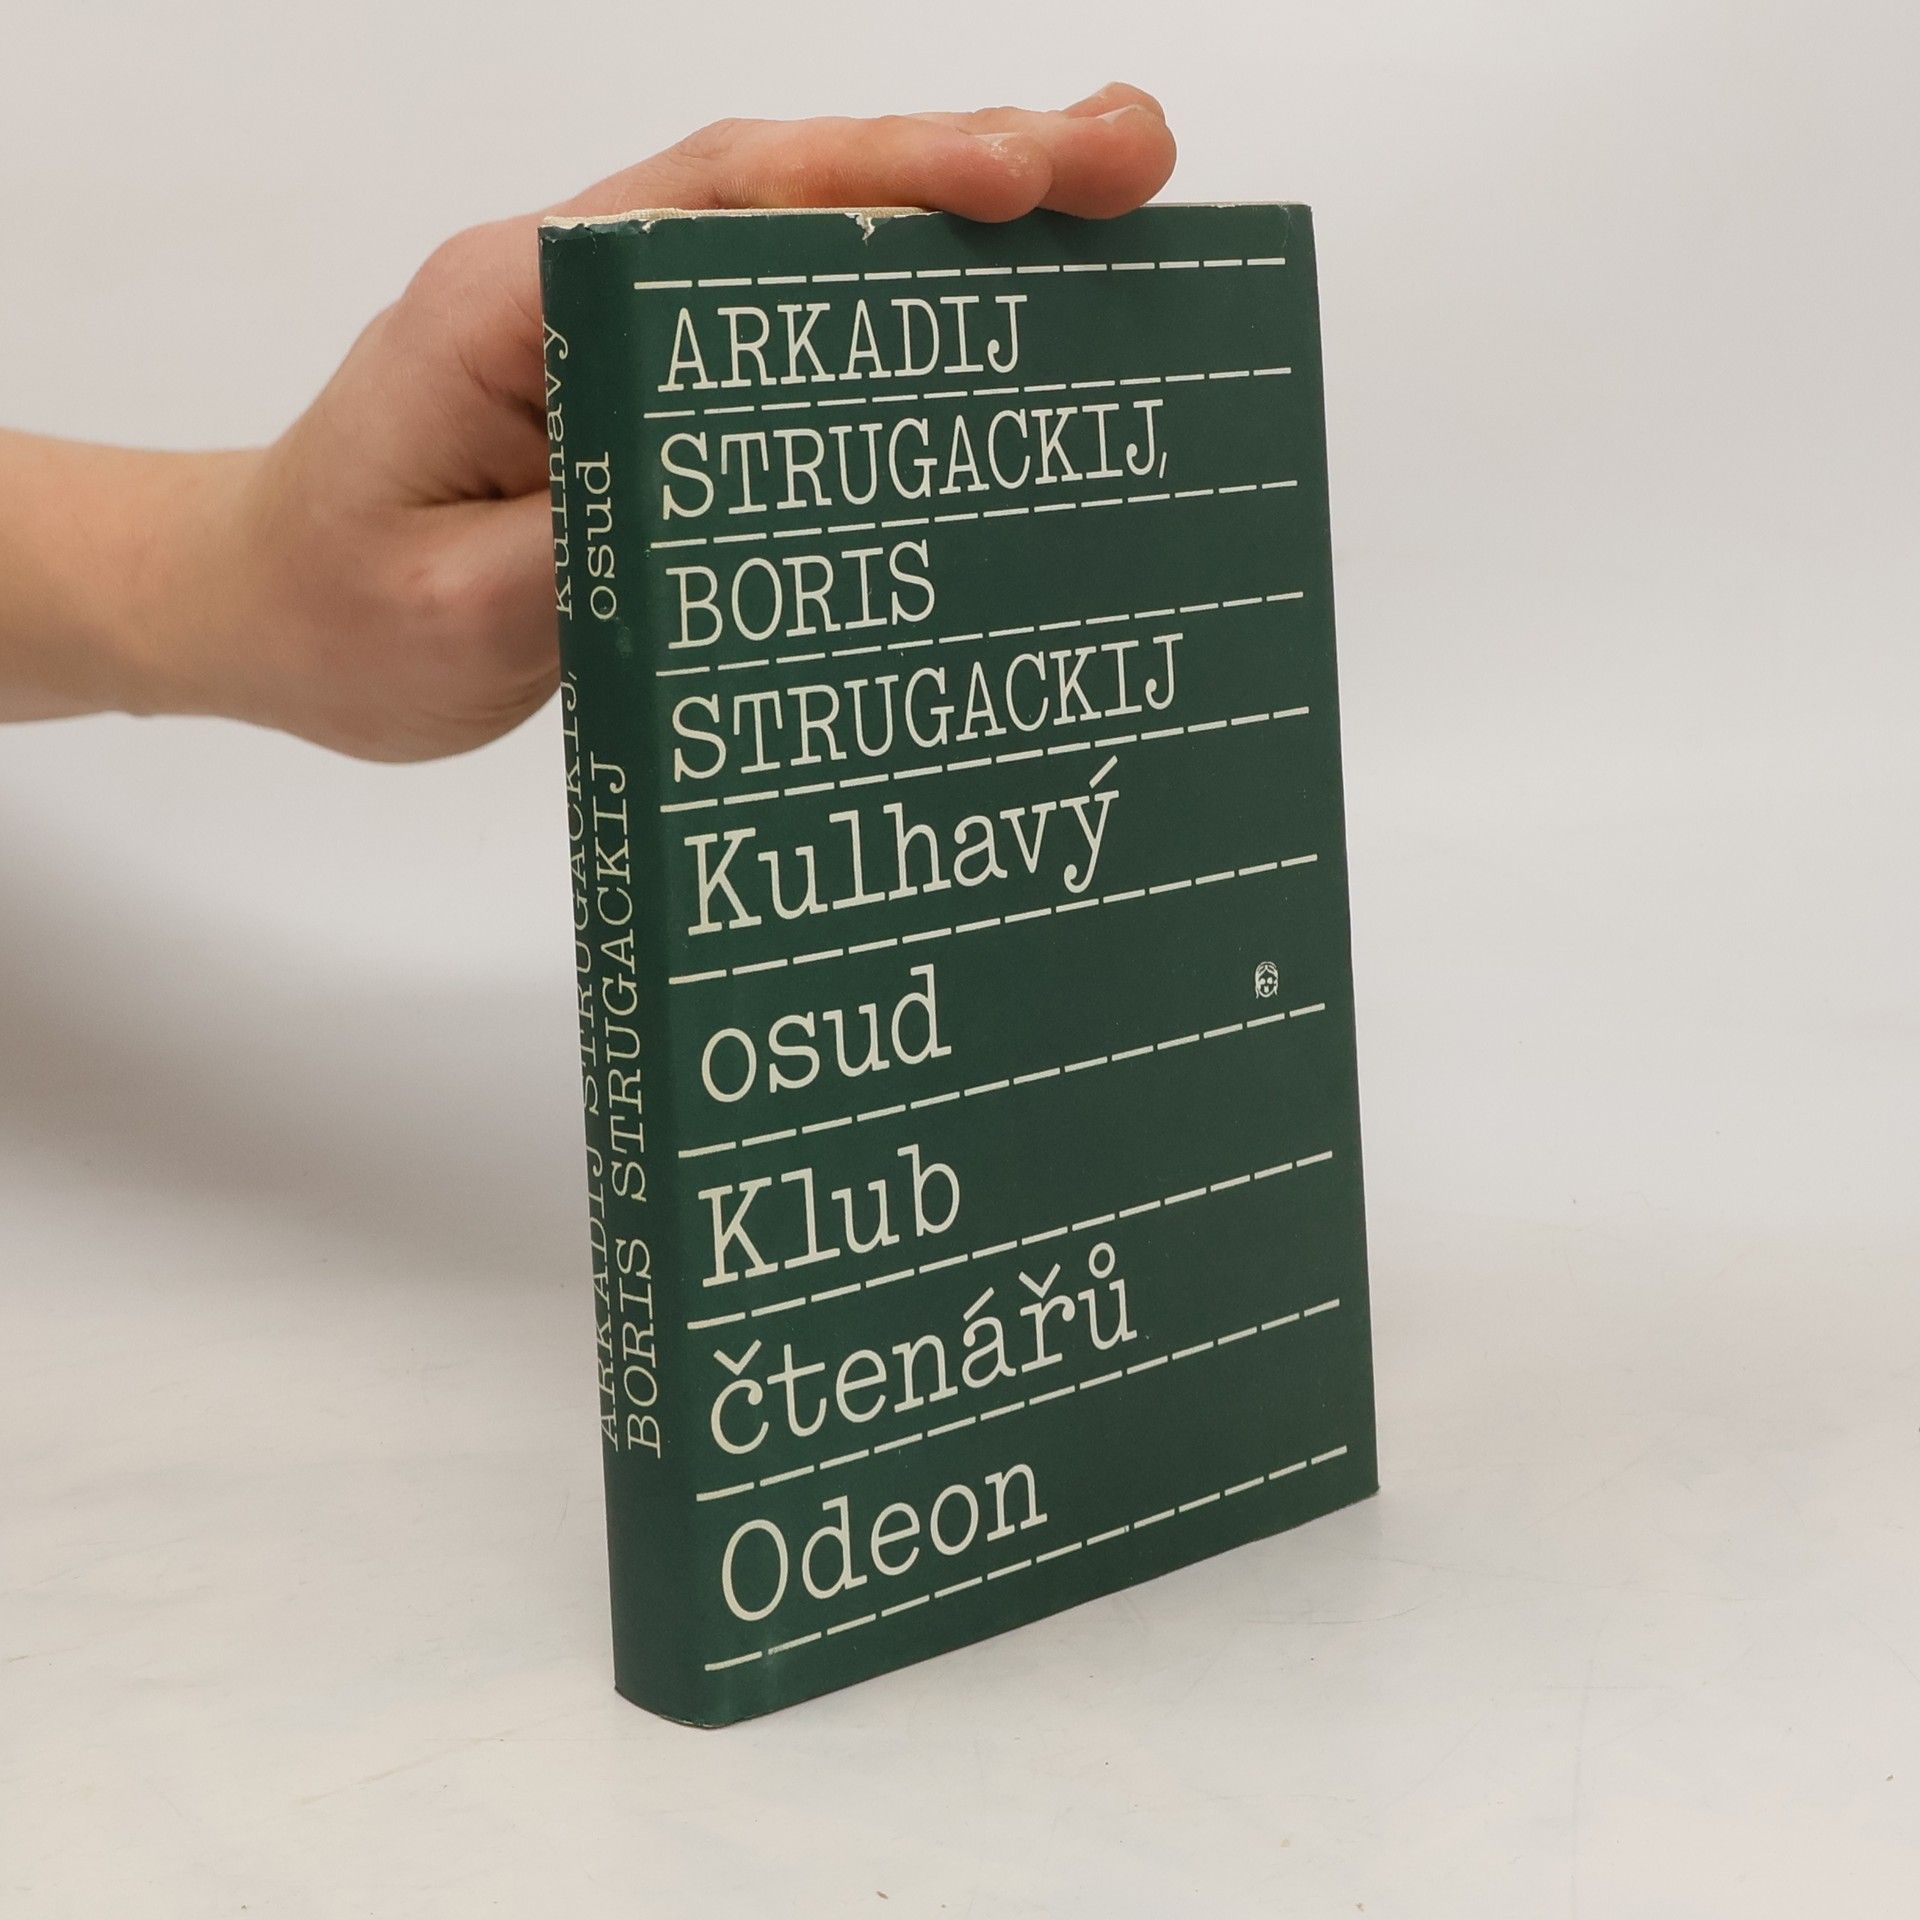 ARKADIJ
STRUGACKIJ,
BORIS
STRUGACKIJ
Kulhavý
osud
Klub
čtenářů
Odeon
ARKADIJ STRUGACKIJ, kulhavý
BORIS STRUGACKIJ osud